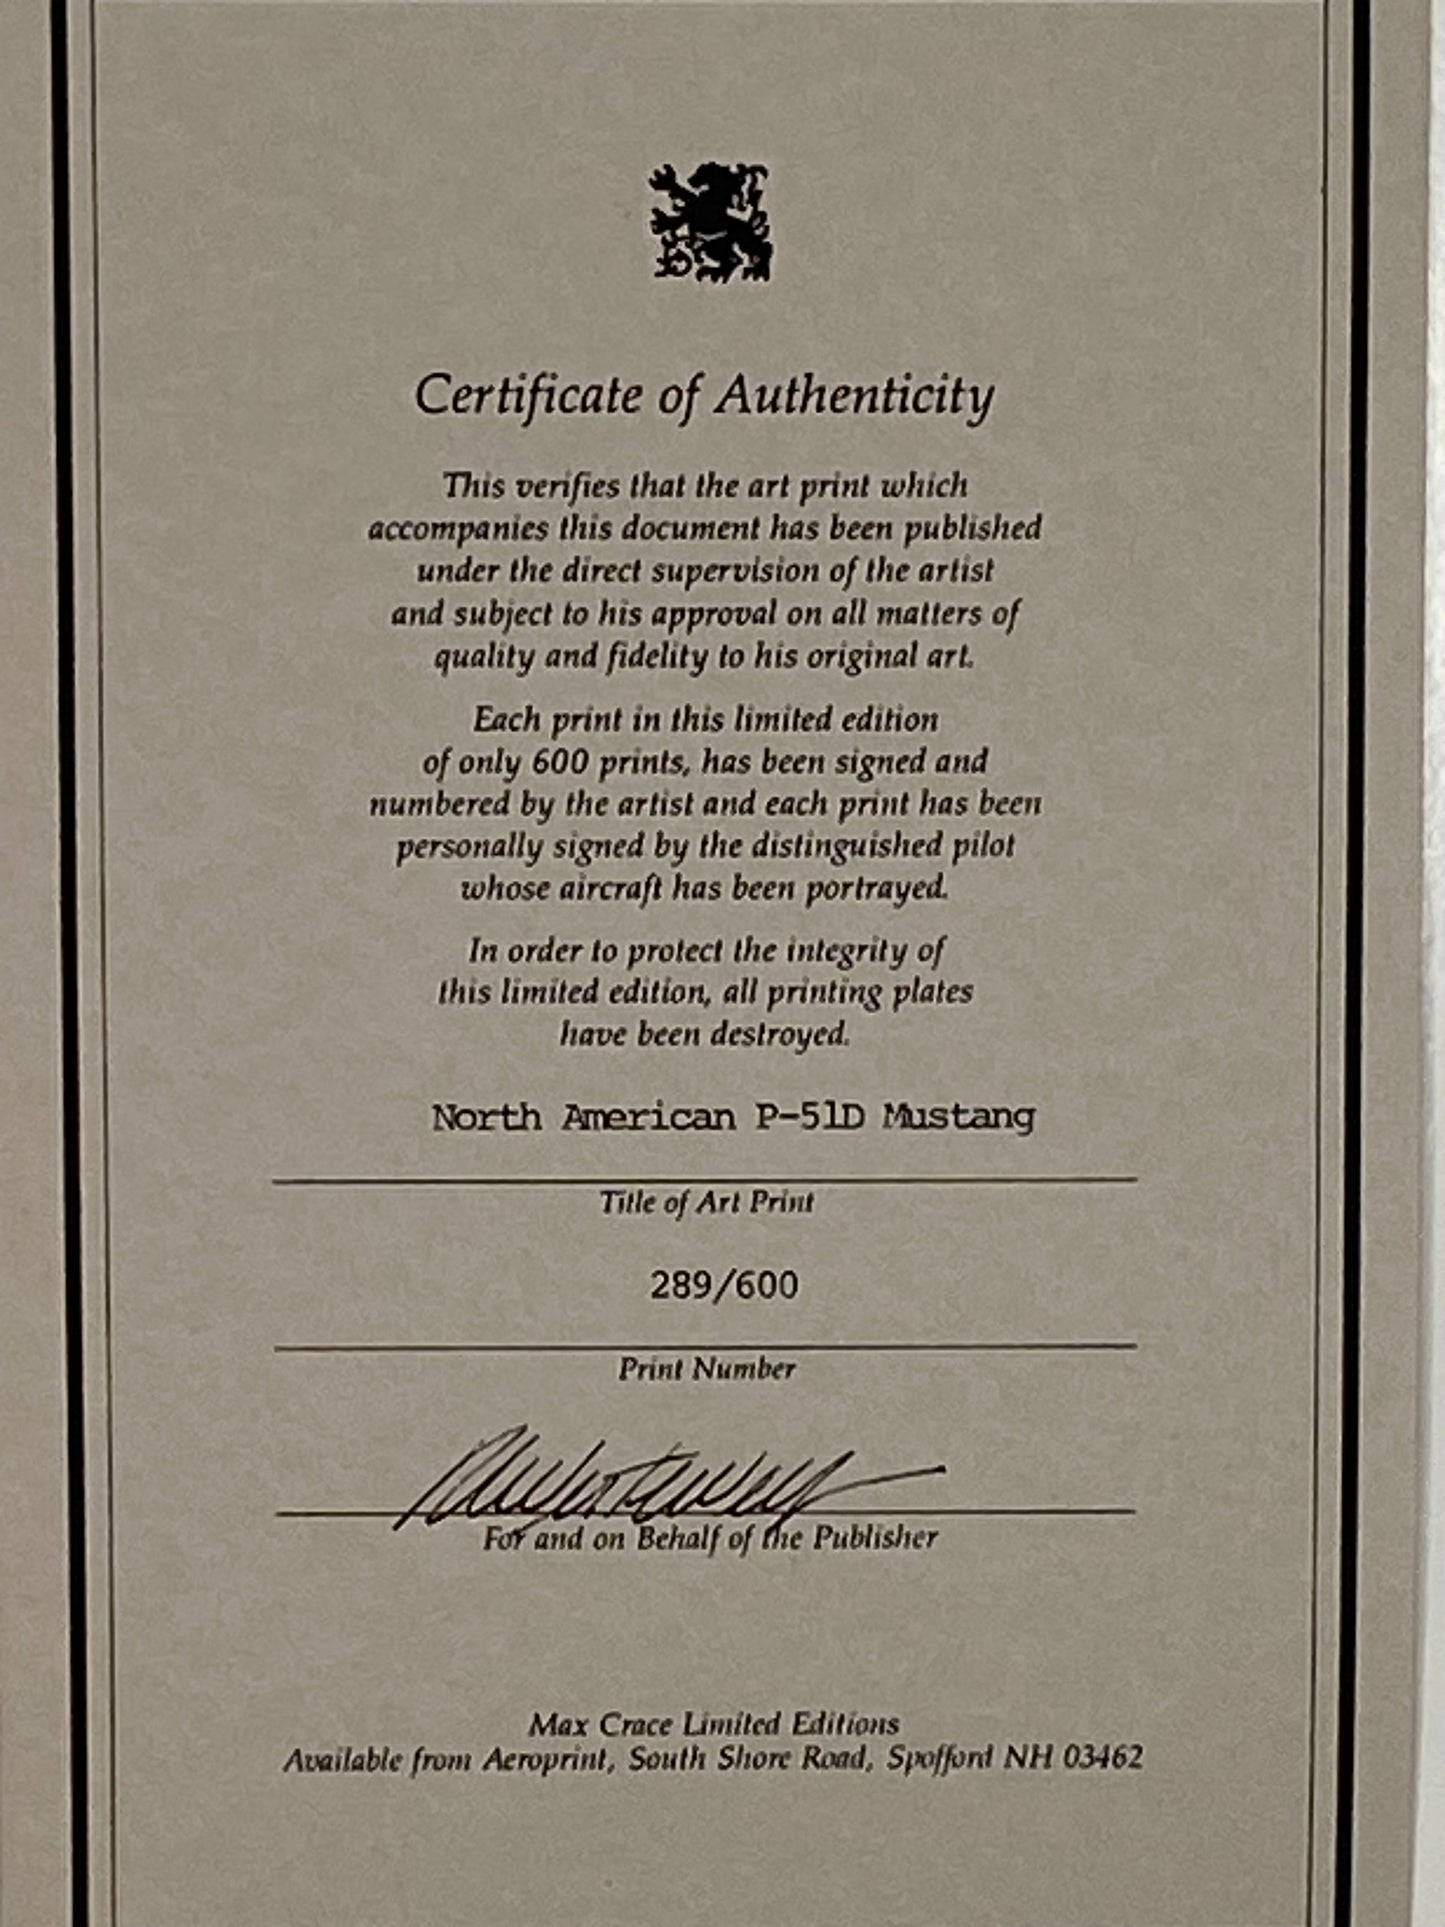 Certificate of Authenticity
This verifies that the art print which
accompanies this document has been published
under the direct supervision of the artist
and subject to his approval on all matters of
quality and fidelity to his original art.
Each print in this limited edition
of only 600 prints, has been signed and
numbered by the artist and each print has been
personally signed by the distinguished pilot
whose aircraft has been portrayed.
In order to protect the integrity of
this limited edition, all printing plates
have been destroyed.
North American P-51D Mustang
Title of Art Print
289/600
Print Number
For and on Behalf of the Publisher
Max Crace Limited Editions
Available from Aeroprint, South Shore Road, Spofford NH 03462